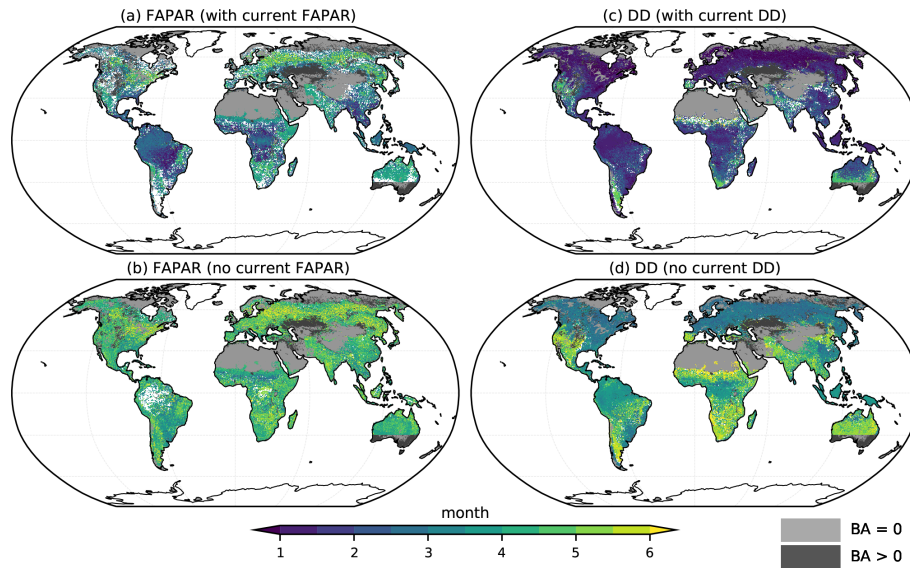 (a) FAPAR (with current FAPAR)
(c) DD (with current DD)
(b) FAPAR (no current FAPAR)
(d) DD (no current DD)
month
1 2 3 4 5 6
BA = 0
BA > 0